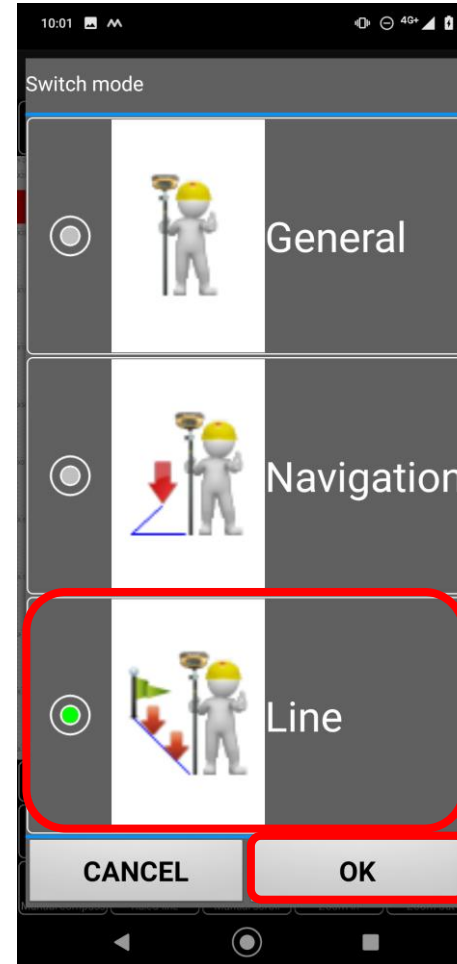 10:01
4G+
Switch mode
General
Navigation
Line
CANCEL
OK